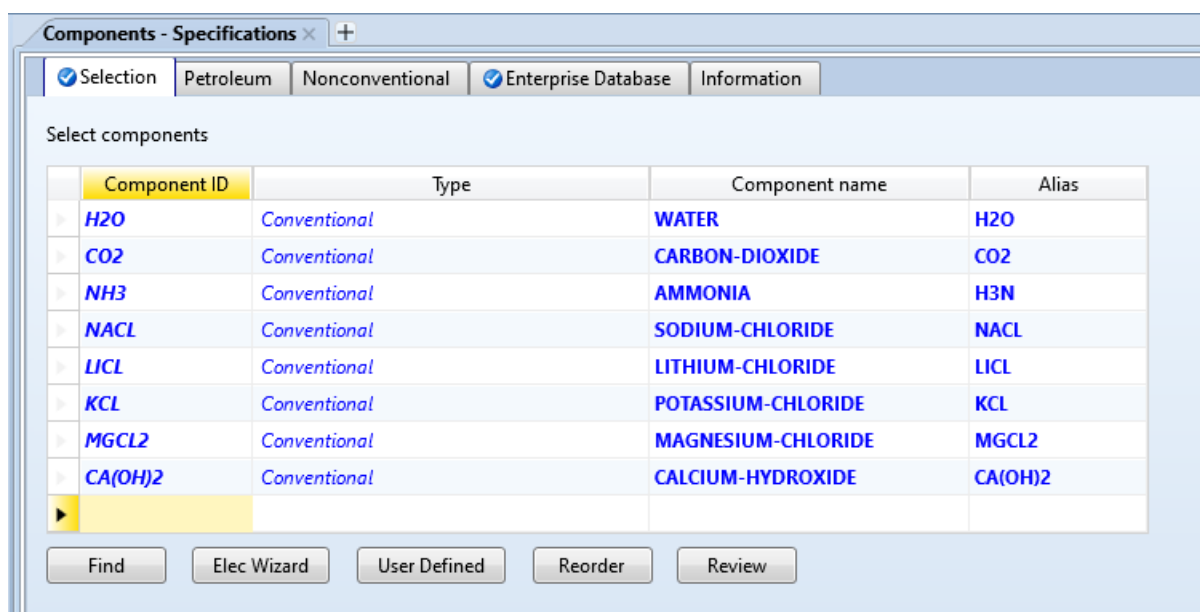 Components - Specifications × +
Selection Petroleum Nonconventional Enterprise Database Information
Select components
Component ID Type Component name Alias
H2O Conventional WATER H2O
CO2 Conventional CARBON-DIOXIDE CO2
NH3 Conventional AMMONIA H3N
NACL Conventional SODIUM-CHLORIDE NACL
LICL Conventional LITHIUM-CHLORIDE LICL
KCL Conventional POTASSIUM-CHLORIDE KCL
MGCL2 Conventional MAGNESIUM-CHLORIDE MGCL2
CA(OH)2 Conventional CALCIUM-HYDROXIDE CA(OH)2
Find Elec Wizard User Defined Reorder Review